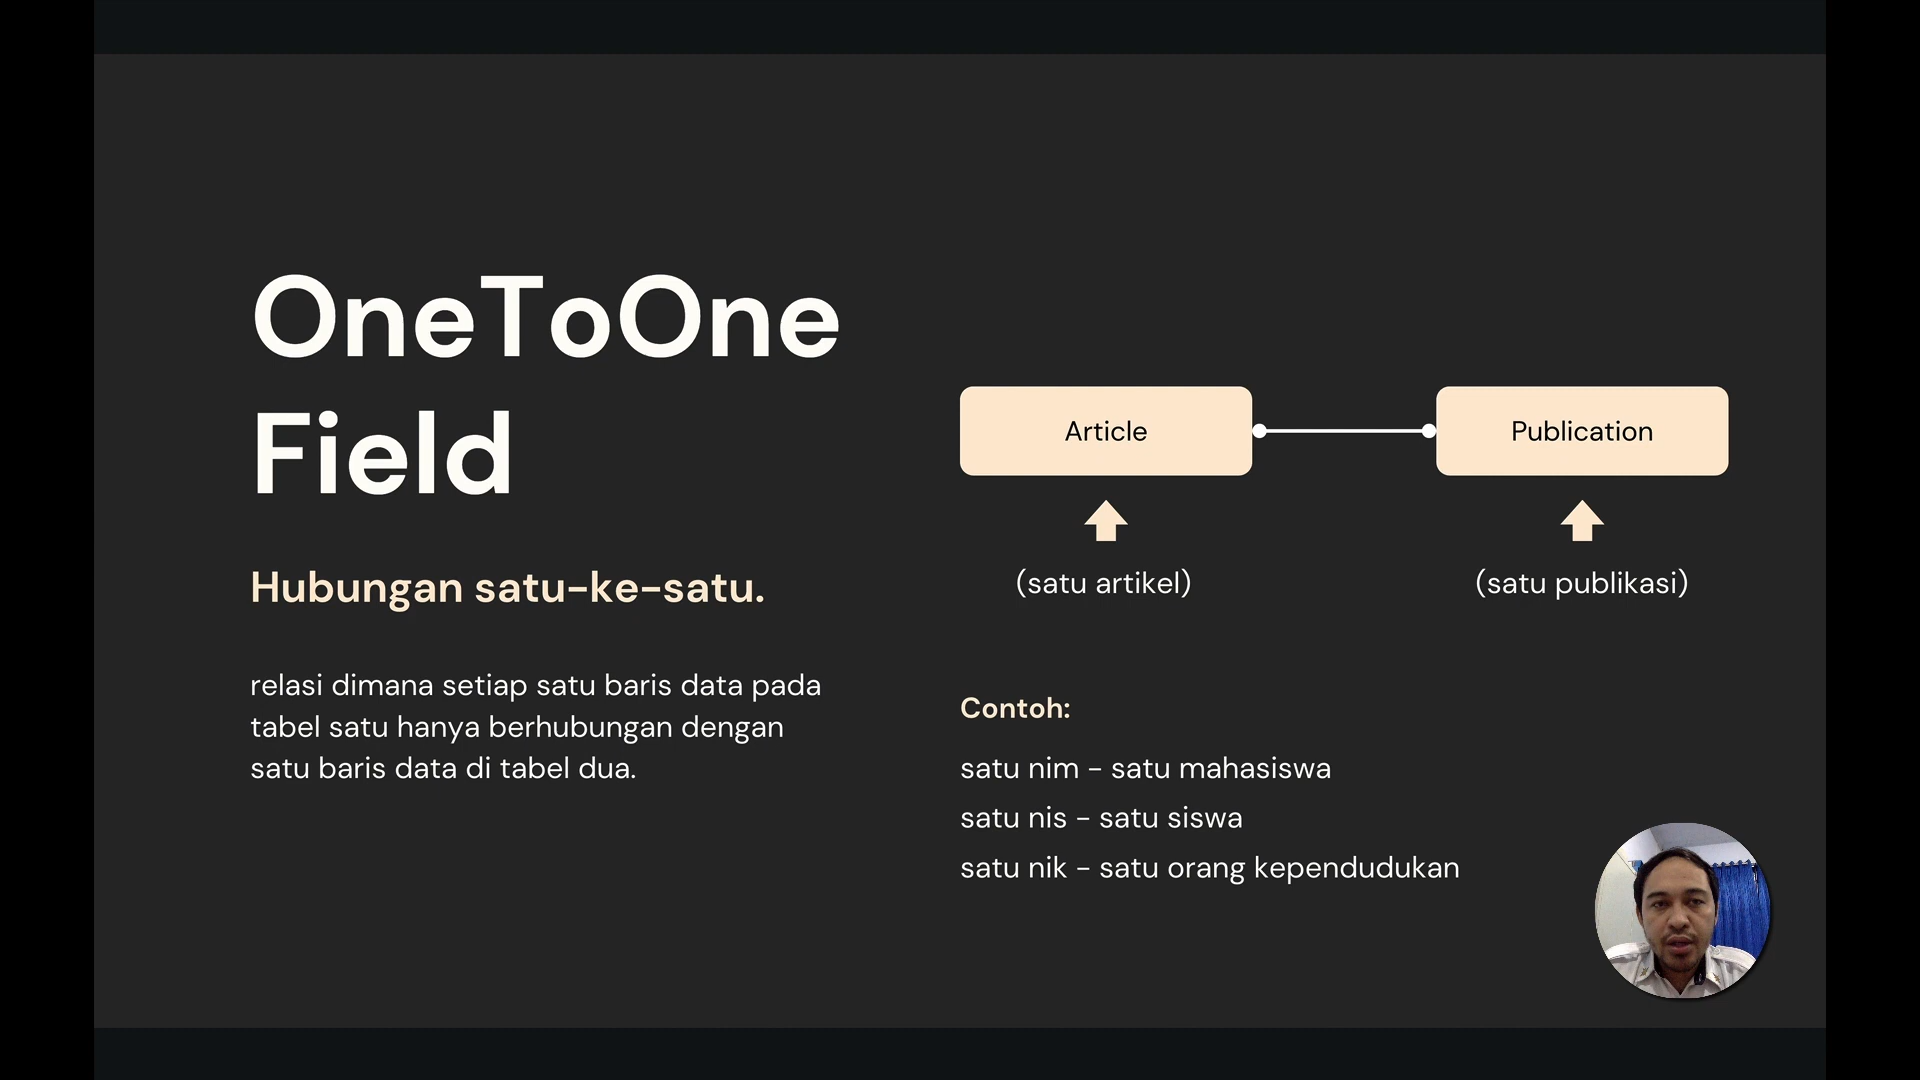 OneToOne
Field
Hubungan satu-ke-satu.
relasi dimana setiap satu baris data pada
tabel satu hanya berhubungan dengan
satu baris data di tabel dua.
Article
Publication
(satu artikel)
(satu publikasi)
Contoh:
satu nim - satu mahasiswa
satu nis - satu siswa
satu nik - satu orang kependudukan